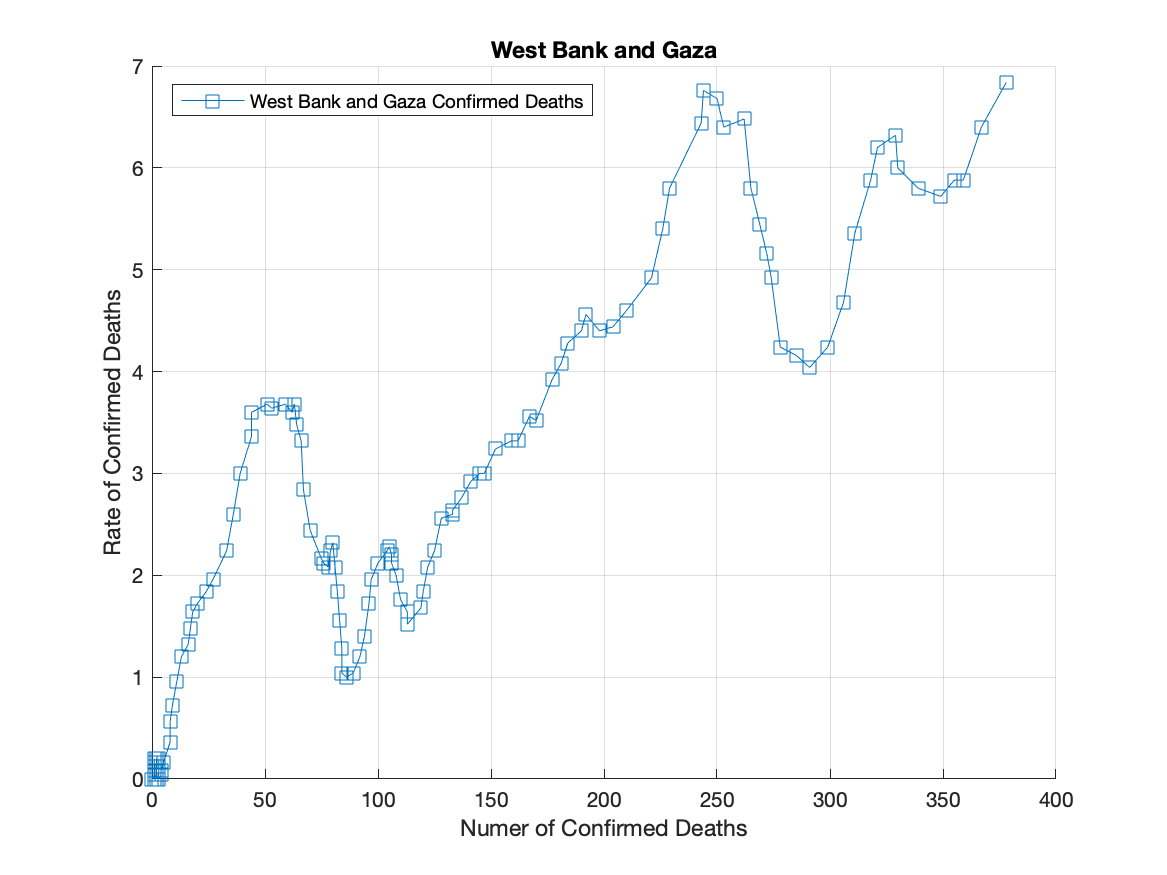 West Bank and Gaza
West Bank and Gaza Confirmed Deaths
7
6
5
4
3
2
1
0
Rate of Confirmed Deaths
0 50 100 150 200 250 300 350 400
Numer of Confirmed Deaths